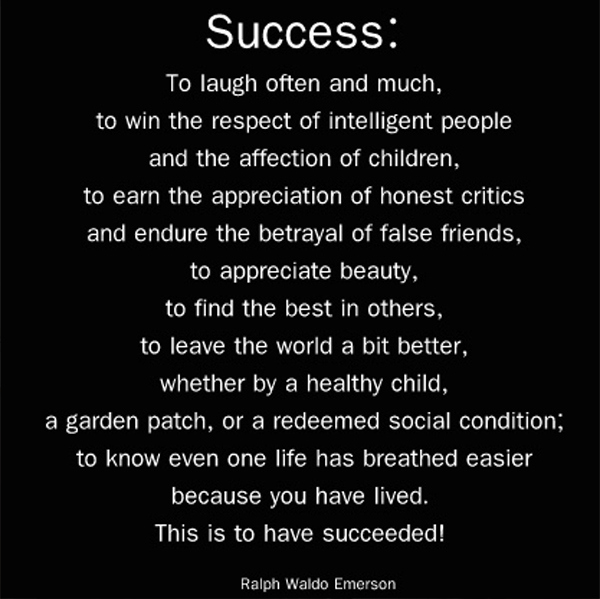 Success:
To laugh often and much,
to win the respect of intelligent people
and the affection of children,
to earn the appreciation of honest critics
and endure the betrayal of false friends,
to appreciate beauty,
to find the best in others,
to leave the world a bit better,
whether by a healthy child,
a garden patch, or a redeemed social condition;
to know even one life has breathed easier
because you have lived.
This is to have succeeded!
Ralph Waldo Emerson